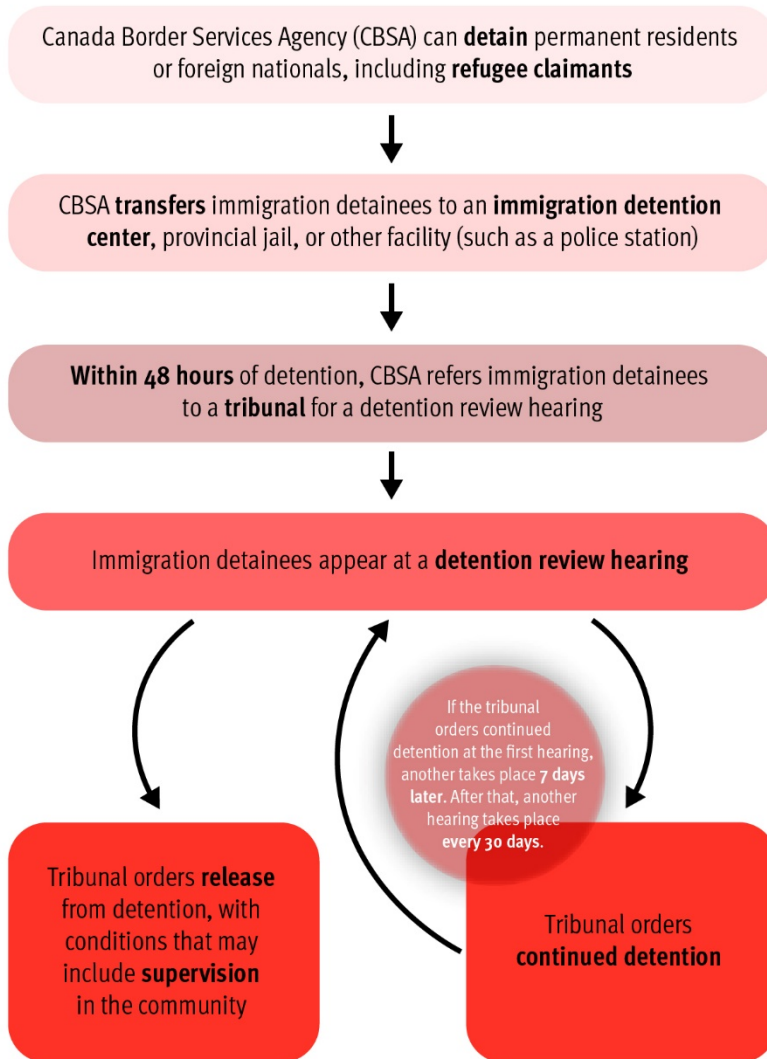 Canada Border Services Agency (CBSA) can detain permanent residents
or foreign nationals, including refugee claimants
CBSA transfers immigration detainees to an immigration detention
center, provincial jail, or other facility (such as a police station)
Within 48 hours of detention, CBSA refers immigration detainees
to a tribunal for a detention review hearing
Immigration detainees appear at a detention review hearing
If the tribunal
orders continued
detention at the first hearing,
another takes place 7 days
later. After that, another
hearing takes place
every 30 days.
Tribunal orders release
from detention, with
conditions that may
include supervision
in the community
Tribunal orders
continued detention